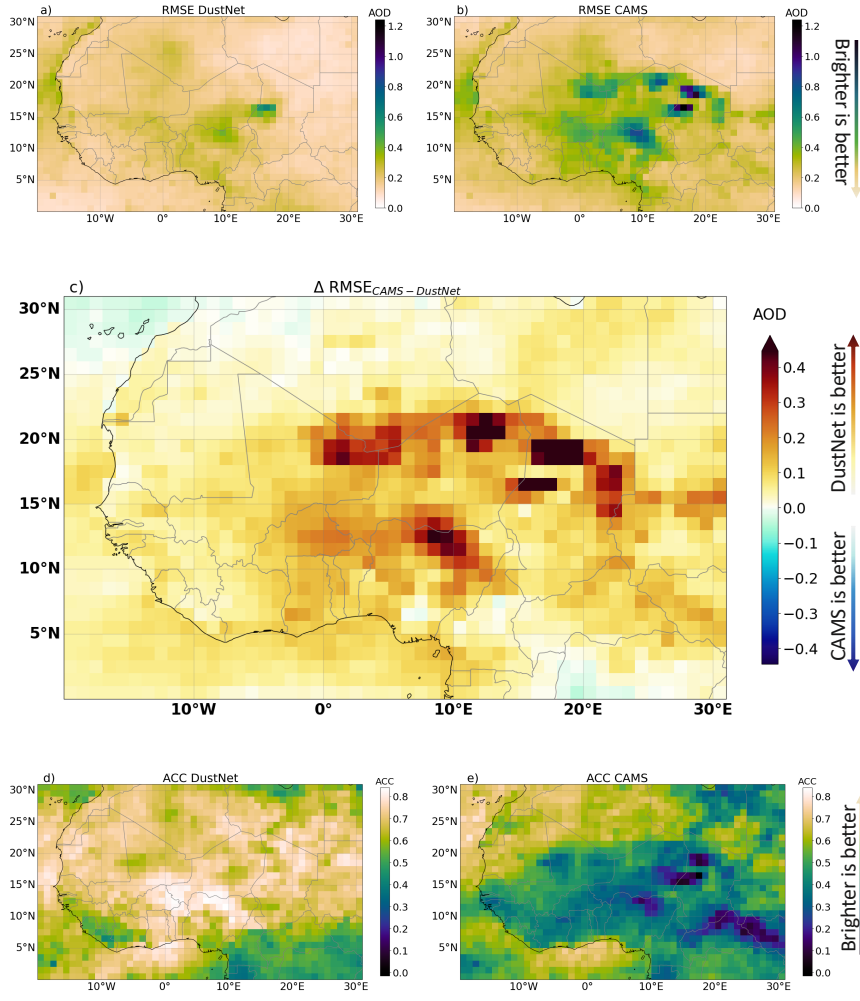 a)
RMSE DustNet
AOD
30°N
25°N
20°N
15°N
10°N
5°N
10°W
0°
10°E
20°E
30°E
1.2
1.0
0.8
0.6
0.4
0.2
0.0
b)
RMSE CAMS
AOD
30°N
25°N
20°N
15°N
10°N
5°N
10°W
0°
10°E
20°E
30°E
1.2
1.0
0.8
0.6
0.4
0.2
0.0
Brighter is better
c)
Δ RMSE_{CAMS−DustNet}
30°N
25°N
20°N
15°N
10°N
5°N
10°W
0°
10°E
20°E
30°E
AOD
0.4
0.3
0.2
0.1
0.0
−0.1
−0.2
−0.3
−0.4
DustNet is better
CAMS is better
d)
ACC DustNet
ACC
30°N
25°N
20°N
15°N
10°N
5°N
10°W
0°
10°E
20°E
30°E
0.8
0.7
0.6
0.5
0.4
0.3
0.2
0.1
0.0
e)
ACC CAMS
ACC
30°N
25°N
20°N
15°N
10°N
5°N
10°W
0°
10°E
20°E
30°E
0.8
0.7
0.6
0.5
0.4
0.3
0.2
0.1
0.0
Brighter is better